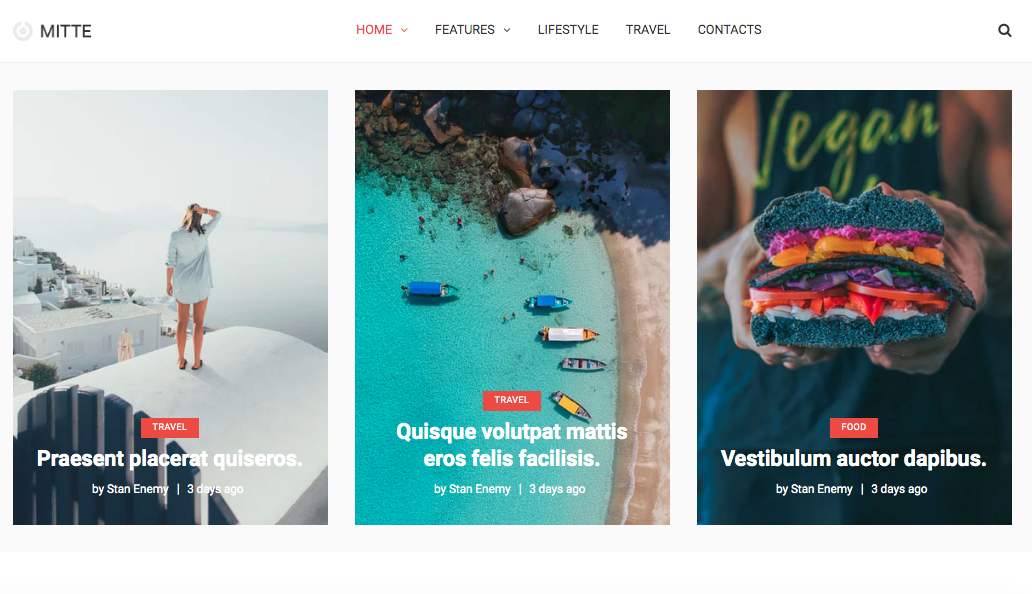 MITTE
HOME
FEATURES
LIFESTYLE
TRAVEL
CONTACTS
TRAVEL
Praesent placerat quiseros.
by Stan Enemy | 3 days ago
TRAVEL
Quisque volutpat mattis
eros felis facilisis.
by Stan Enemy | 3 days ago
Vegan
FOOD
Vestibulum auctor dapibus.
by Stan Enemy | 3 days ago